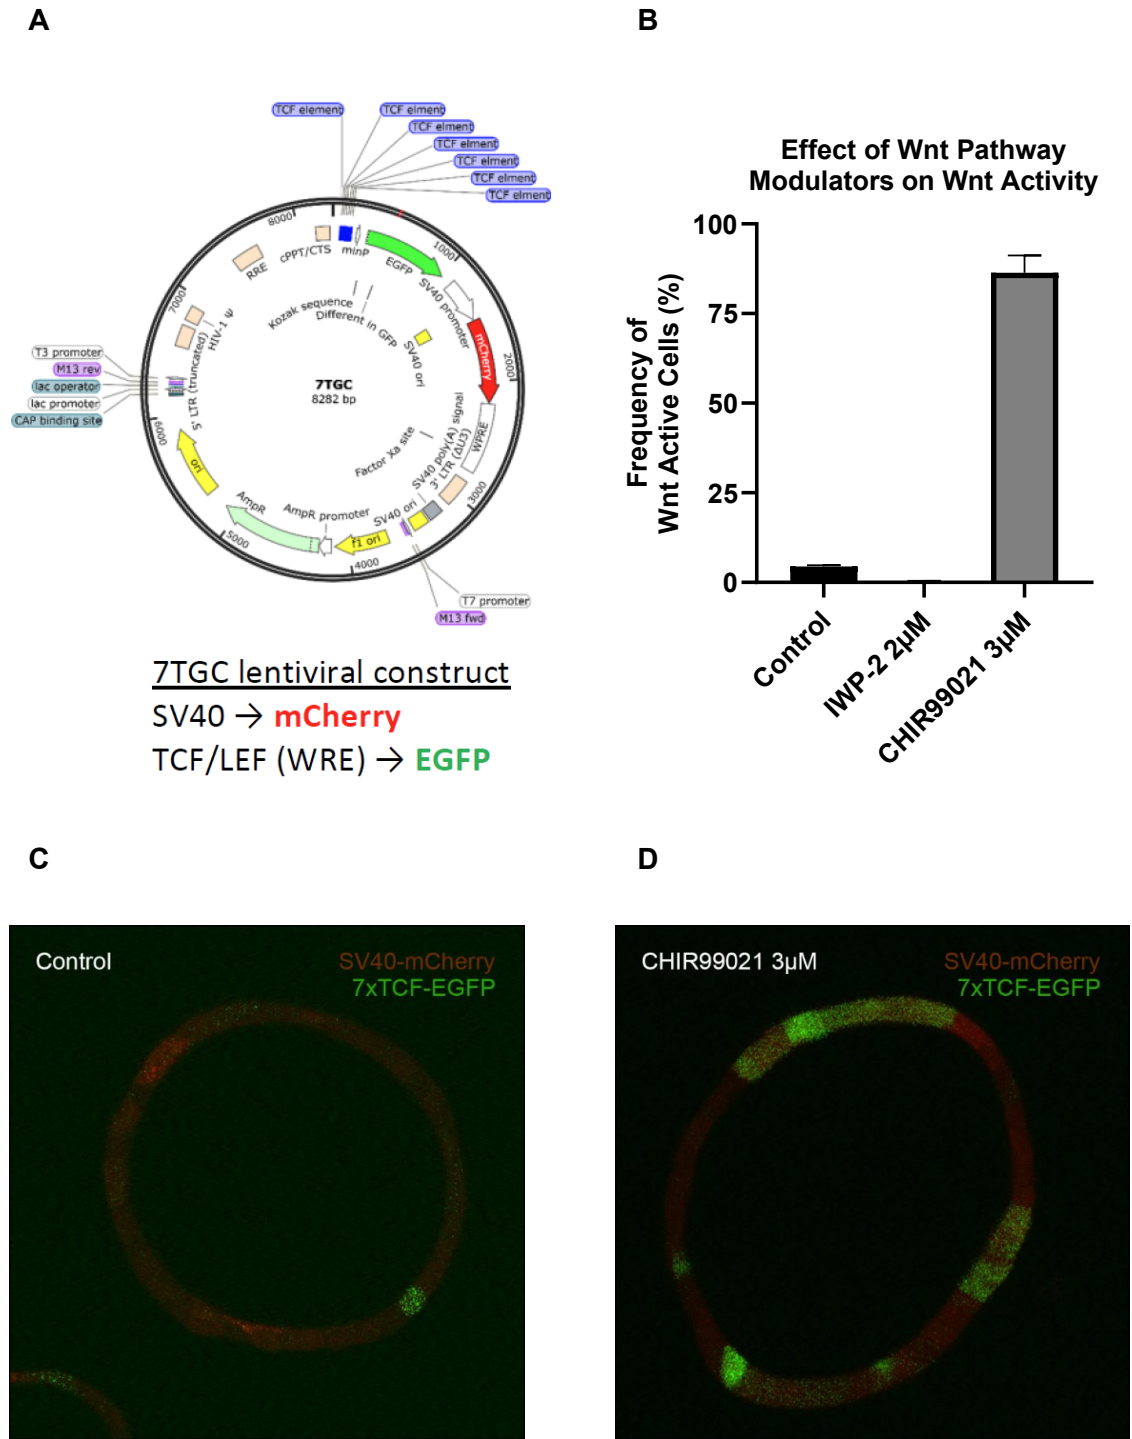 A
TCF element
TCF elment
TCF elment
TCF elment
TCF elment
TCF elment
TCF elment
8000
1000
2000
3000
4000
5000
6000
7000
cPPT/CTS
minP
EGFP
RRE
SV40 promoter
Kozak sequence
Different in GFP
HIV-1 Ψ
5' LTR (truncated)
SV40 ori
mCherry
T3 promoter
M13 rev
lac operator
lac promoter
CAP binding site
7TGC
8282 bp
WPRE
Factor Xa site
SV40 poly(A) signal
3' LTR (ΔU3)
ori
AmpR
AmpR promoter
SV40 ori
f1 ori
T7 promoter
M13 fwd
7TGC lentiviral construct
SV40 → mCherry
TCF/LEF (WRE) → EGFP
B
Effect of Wnt Pathway
Modulators on Wnt Activity
Frequency of
Wnt Active Cells (%)
100
75
50
25
0
Control
IWP-2 2µM
CHIR99021 3µM
C
Control
SV40-mCherry
7xTCF-EGFP
D
CHIR99021 3µM
SV40-mCherry
7xTCF-EGFP